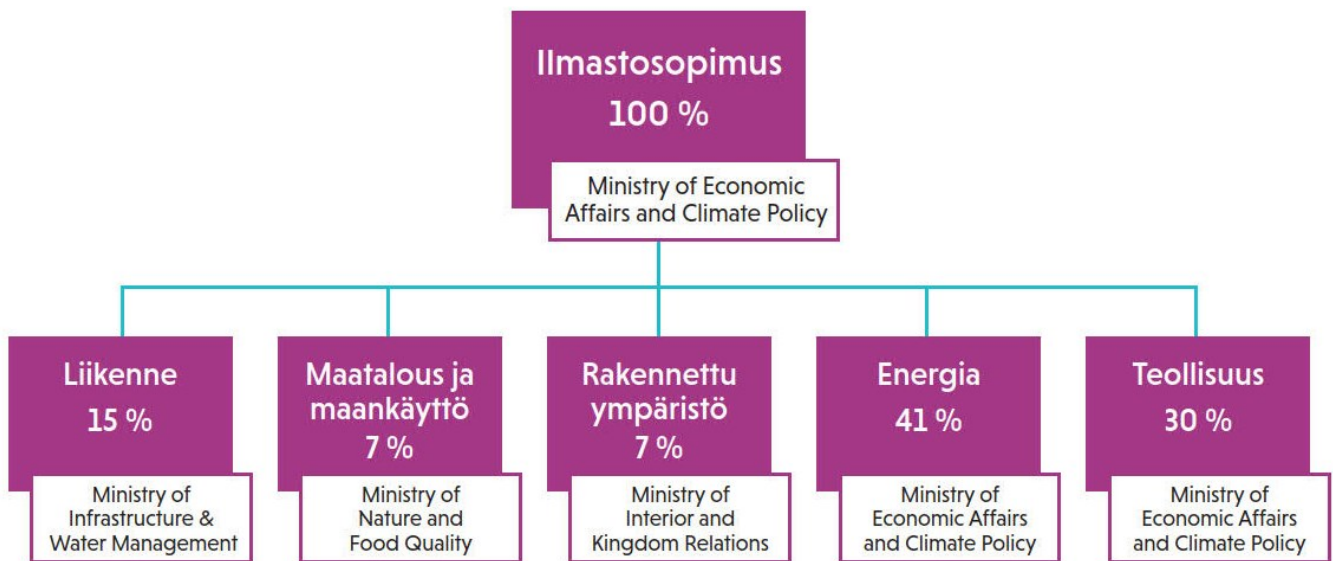 Ilmastosopimus
100 %
Ministry of Economic
Affairs and Climate Policy
Liikenne
15 %
Ministry of
Infrastructure &
Water Management
Maatalous ja
maankäyttö
7 %
Ministry of
Nature and
Food Quality
Rakennettu
ympäristö
7 %
Ministry of
Interior and
Kingdom Relations
Energia
41 %
Ministry of
Economic Affairs
and Climate Policy
Teollisuus
30 %
Ministry of
Economic Affairs
and Climate Policy